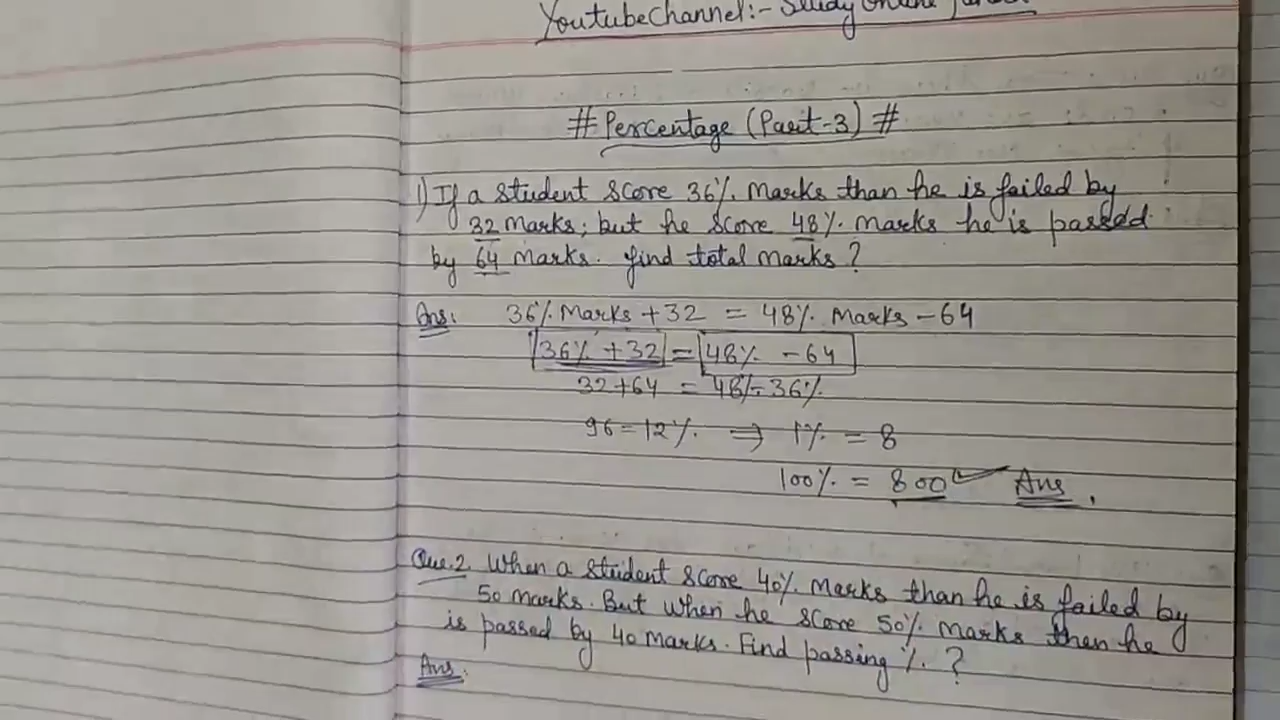 YoutubeChannel:- Study Online
#Percentage (Part-3) #
1) If a student score 36% Marks than he is failed by
32 marks; but he score 48% marks he is passed
by 64 marks. find total marks ?
Ans: 36% Marks + 32 = 48% Marks - 64
36% + 32 = 48% - 64
32+64 = 48% - 36%
96 = 12% ⇒ 1% = 8
100% = 800 Ans.
Que.2. When a student score 40% marks than he is failed by
50 marks. But when he score 50% marks then he
is passed by 40 marks. Find passing % ?
Ans.